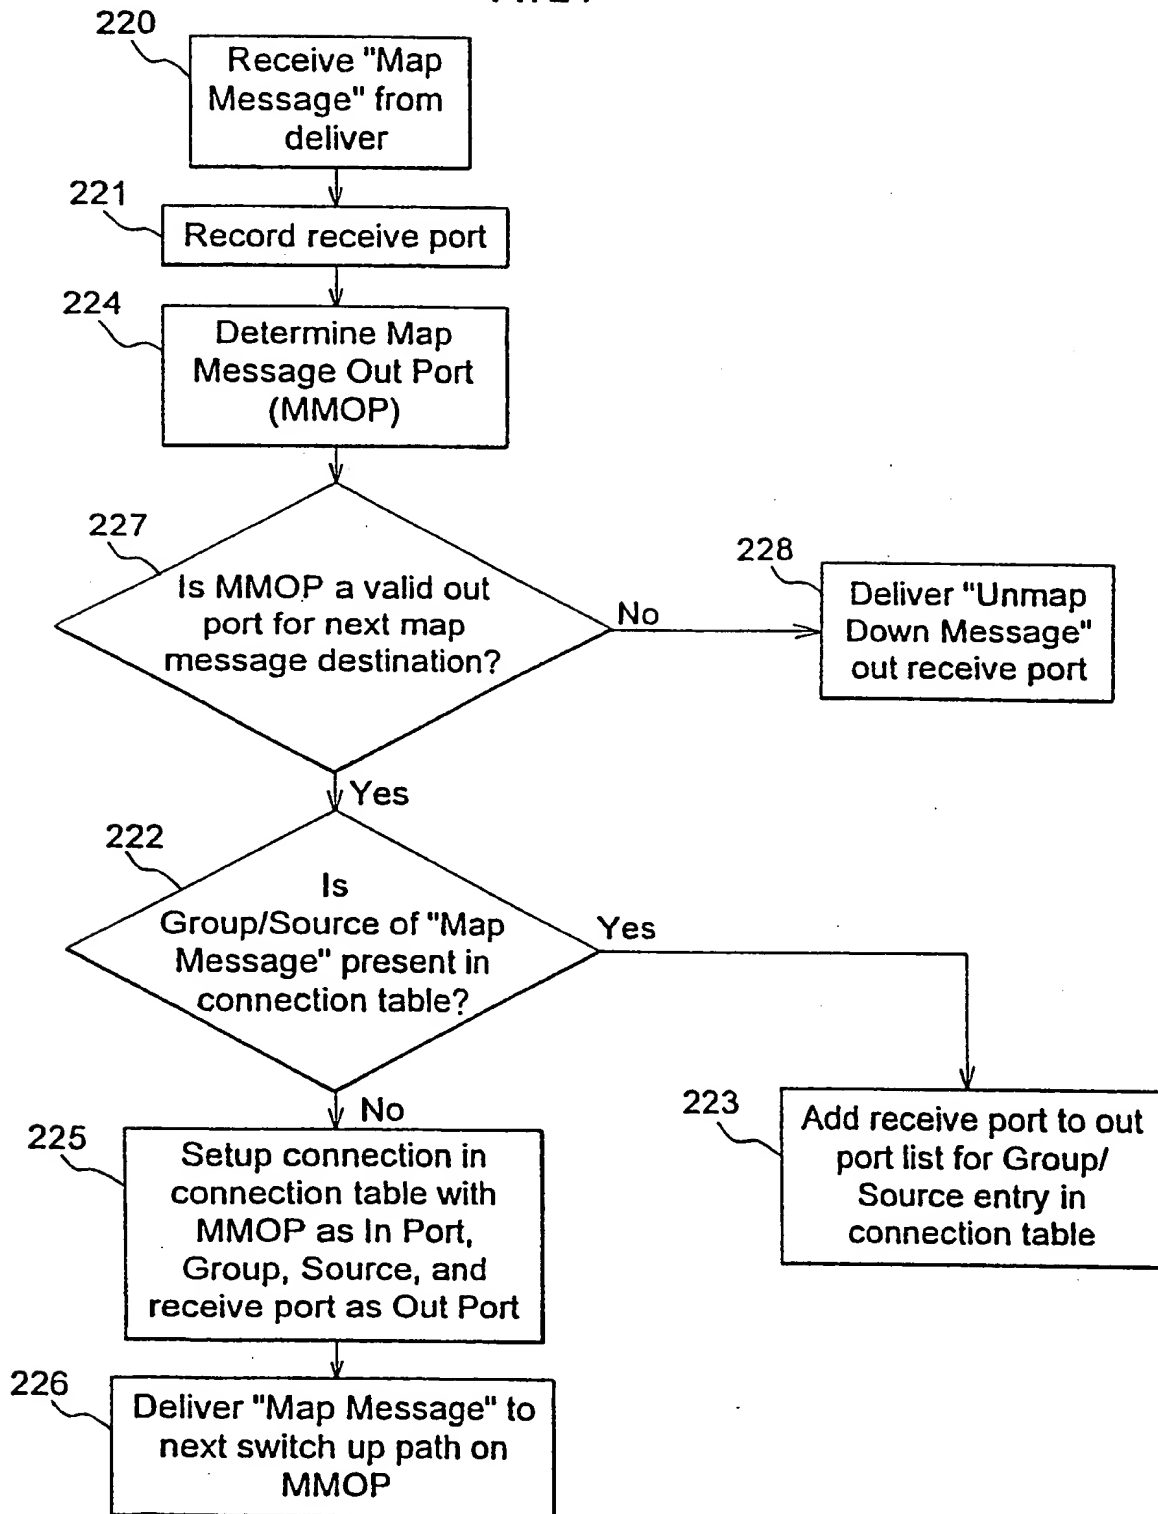 220
Receive "Map
Message" from
deliver
221
Record receive port
224
Determine Map
Message Out Port
(MMOP)
227
Is MMOP a valid out
port for next map
message destination?
No
228
Deliver "Unmap
Down Message"
out receive port
Yes
222
Is
Group/Source of "Map
Message" present in
connection table?
Yes
No
223
Add receive port to out
port list for Group/
Source entry in
connection table
225
Setup connection in
connection table with
MMOP as In Port,
Group, Source, and
receive port as Out Port
226
Deliver "Map Message" to
next switch up path on
MMOP